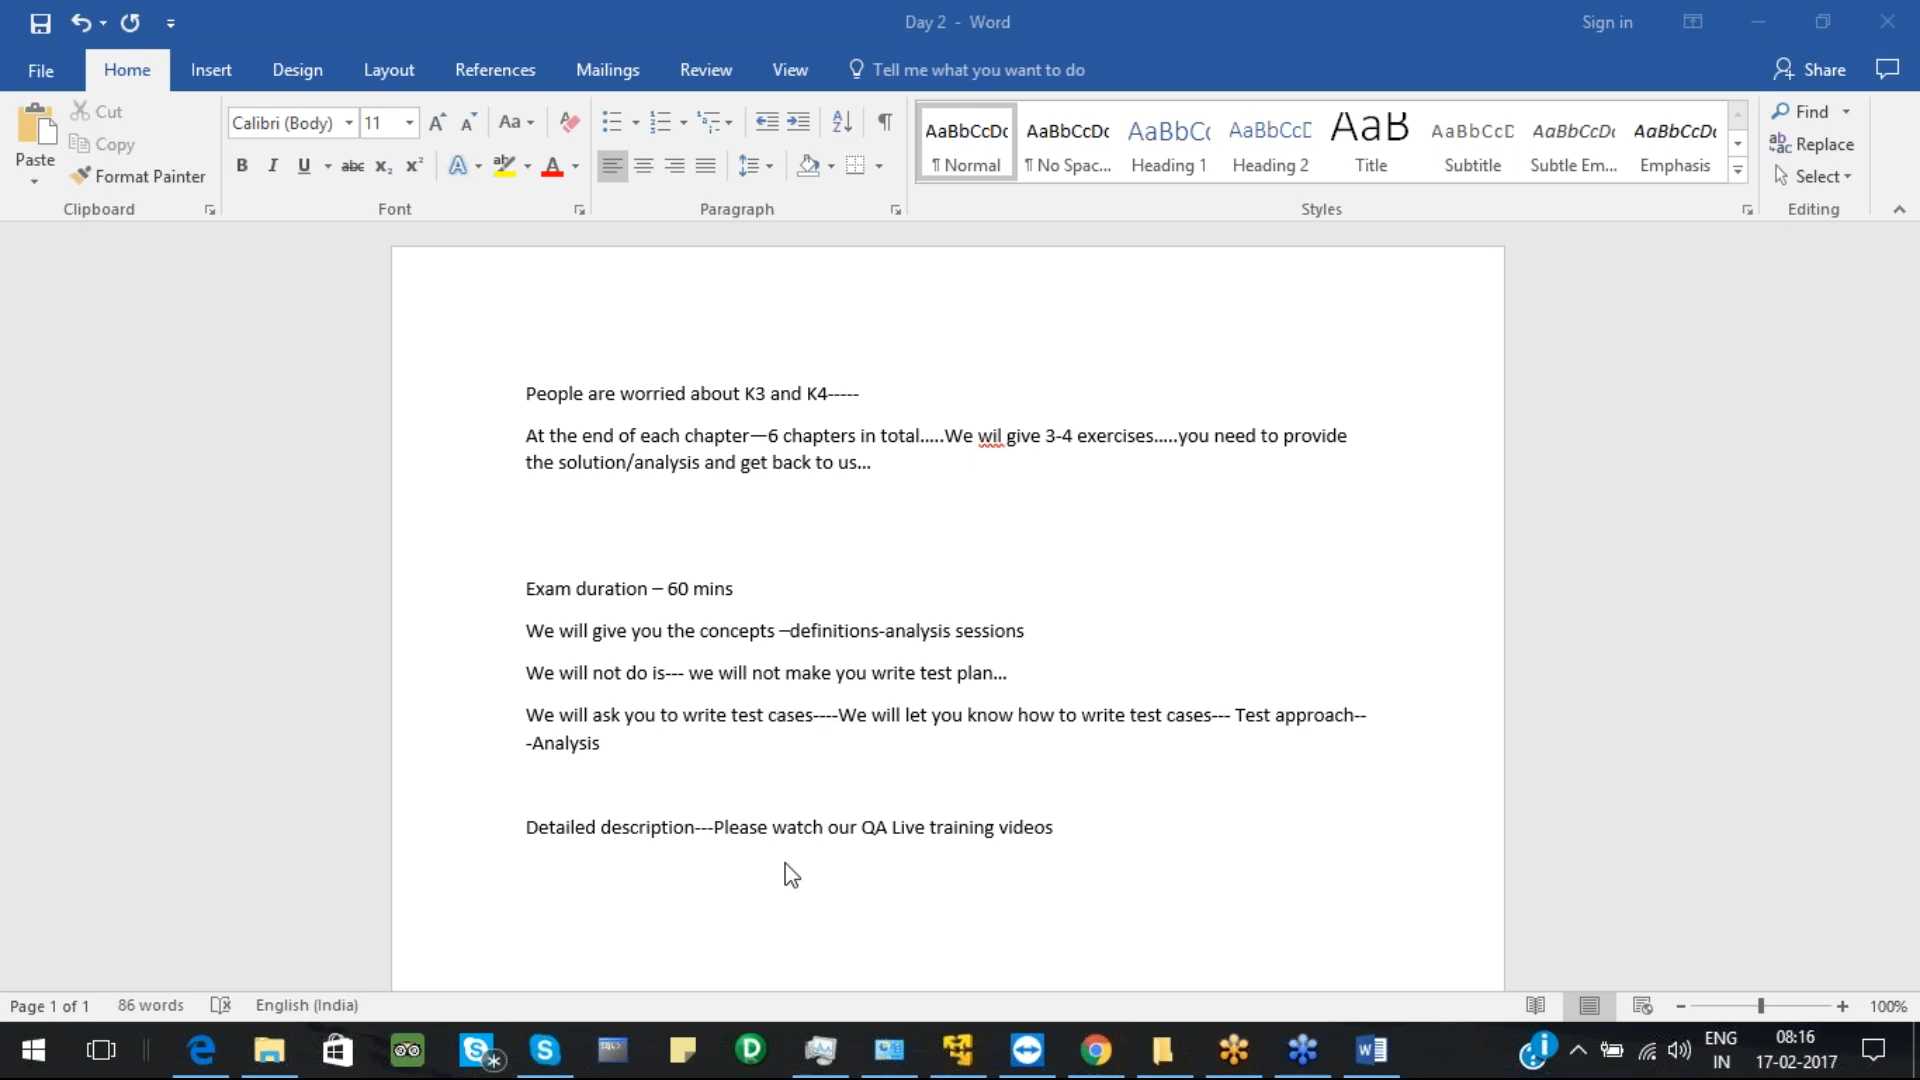 Day 2 - Word
Sign in
File Home Insert Design Layout References Mailings Review View Tell me what you want to do Share
Cut
Copy
Paste
Format Painter
Calibri (Body) 11
Aa
B I U abc x₂ x² A ab A
AaBbCcDc AaBbCcDc AaBbCc AaBbCcD AaB AaBbCcD AaBbCcDc AaBbCcDc
¶ Normal ¶ No Spac... Heading 1 Heading 2 Title Subtitle Subtle Em... Emphasis
Find
Replace
Select
Clipboard Font Paragraph Styles Editing
People are worried about K3 and K4-----
At the end of each chapter—6 chapters in total.....We wil give 3-4 exercises.....you need to provide
the solution/analysis and get back to us...
Exam duration – 60 mins
We will give you the concepts –definitions-analysis sessions
We will not do is--- we will not make you write test plan...
We will ask you to write test cases----We will let you know how to write test cases--- Test approach--
-Analysis
Detailed description---Please watch our QA Live training videos
Page 1 of 1 86 words English (India) 100%
ENG
IN
08:16
17-02-2017